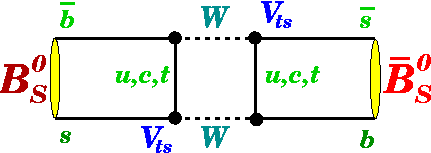 b̅ W V_ts s̅
B_S^0 u,c,t u,c,t B̅_S^0
s V_ts W b